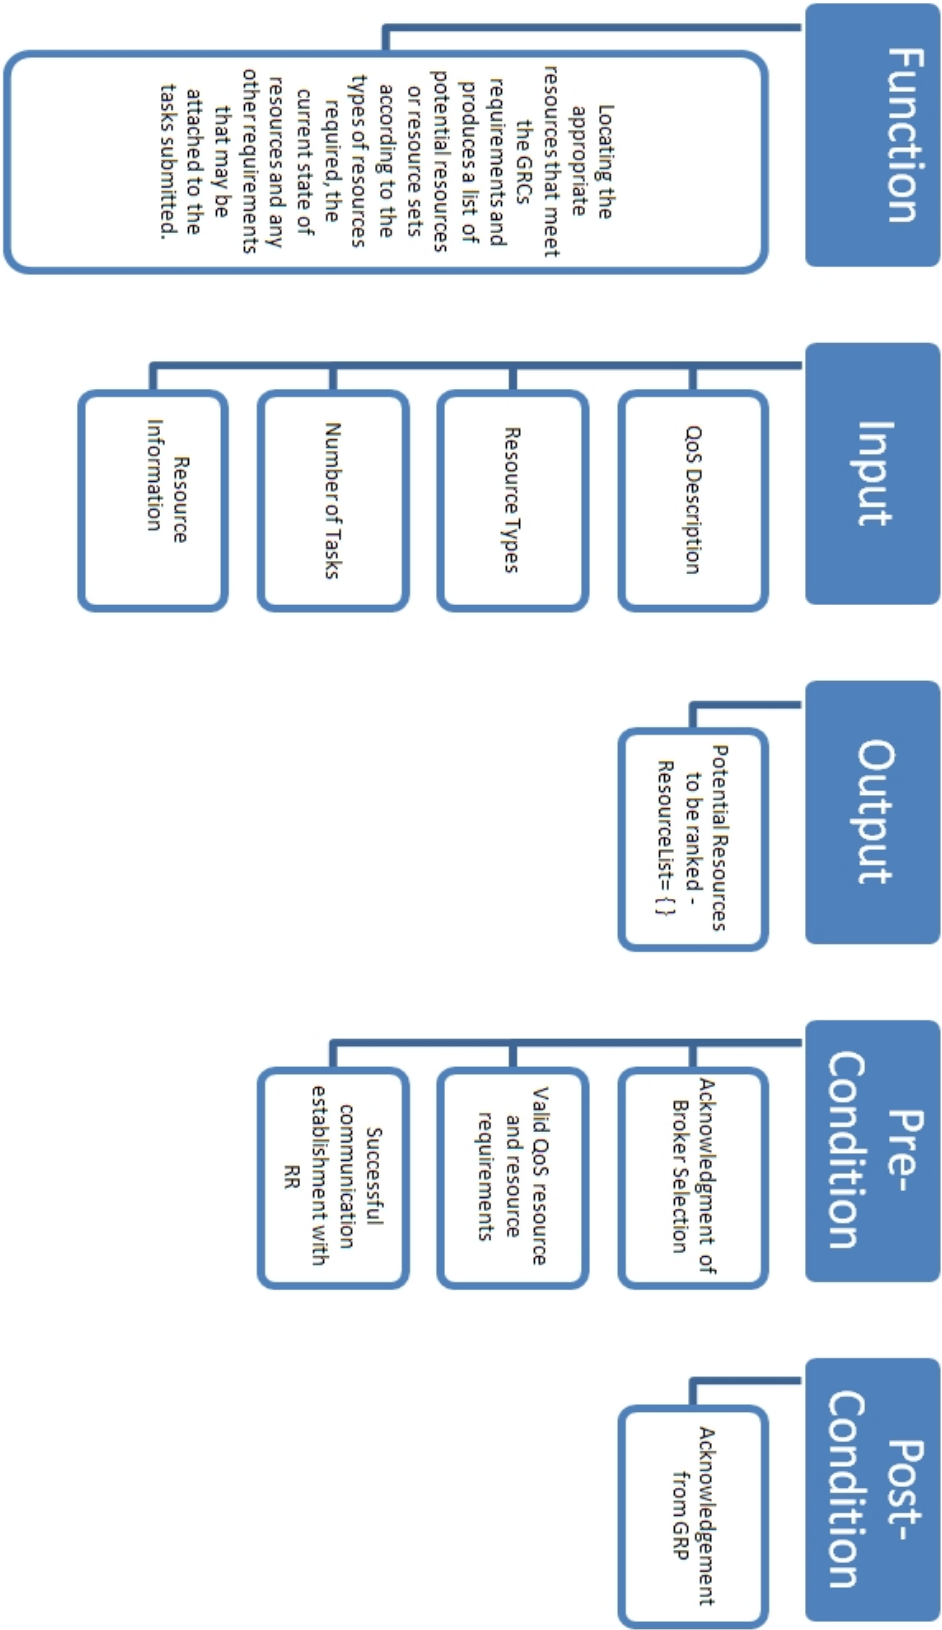 Function
Locating the
appropriate
resources that meet
the GRCs
requirements and
produces a list of
potential resources
or resource sets
according to the
types of resources
required, the
current state of
resources and any
other requirements
that may be
attached to the
tasks submitted.
Input
QoS Description
Resource Types
Number of Tasks
Resource
Information
Output
Potential Resources
to be ranked -
ResourceList= { }
Pre-
Condition
Acknowledgment of
Broker Selection
Valid QoS resource
and resource
requirements
Successful
communication
establishment with
RR
Post-
Condition
Acknowledgement
from GRP